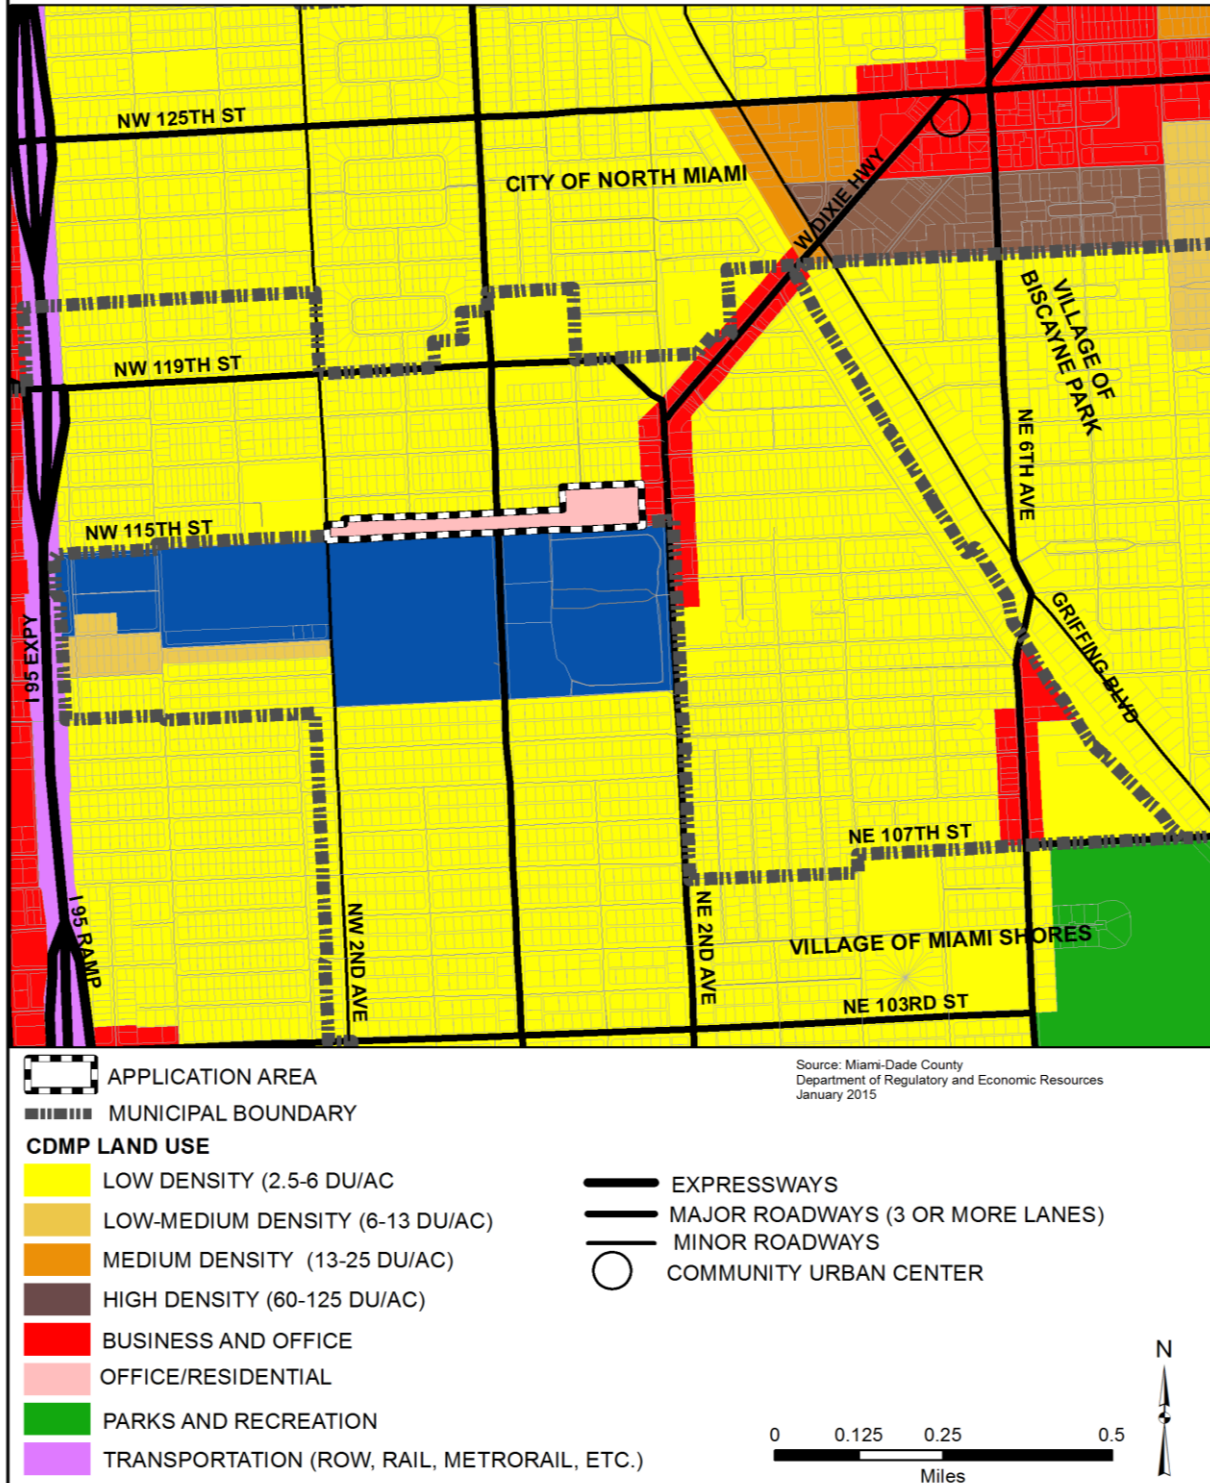 NW 125TH ST
CITY OF NORTH MIAMI
W DIXIE HWY
VILLAGE OF
BISCAYNE PARK
NW 119TH ST
NE 6TH AVE
NW 115TH ST
GRIFFING BLVD
I 95 EXPY
NE 107TH ST
I 95 RAMP
NW 2ND AVE
NE 2ND AVE
VILLAGE OF MIAMI SHORES
NE 103RD ST
APPLICATION AREA
MUNICIPAL BOUNDARY
Source: Miami-Dade County
Department of Regulatory and Economic Resources
January 2015
CDMP LAND USE
LOW DENSITY (2.5-6 DU/AC
LOW-MEDIUM DENSITY (6-13 DU/AC)
MEDIUM DENSITY (13-25 DU/AC)
HIGH DENSITY (60-125 DU/AC)
BUSINESS AND OFFICE
OFFICE/RESIDENTIAL
PARKS AND RECREATION
TRANSPORTATION (ROW, RAIL, METRORAIL, ETC.)
EXPRESSWAYS
MAJOR ROADWAYS (3 OR MORE LANES)
MINOR ROADWAYS
COMMUNITY URBAN CENTER
N
0 0.125 0.25 0.5
Miles